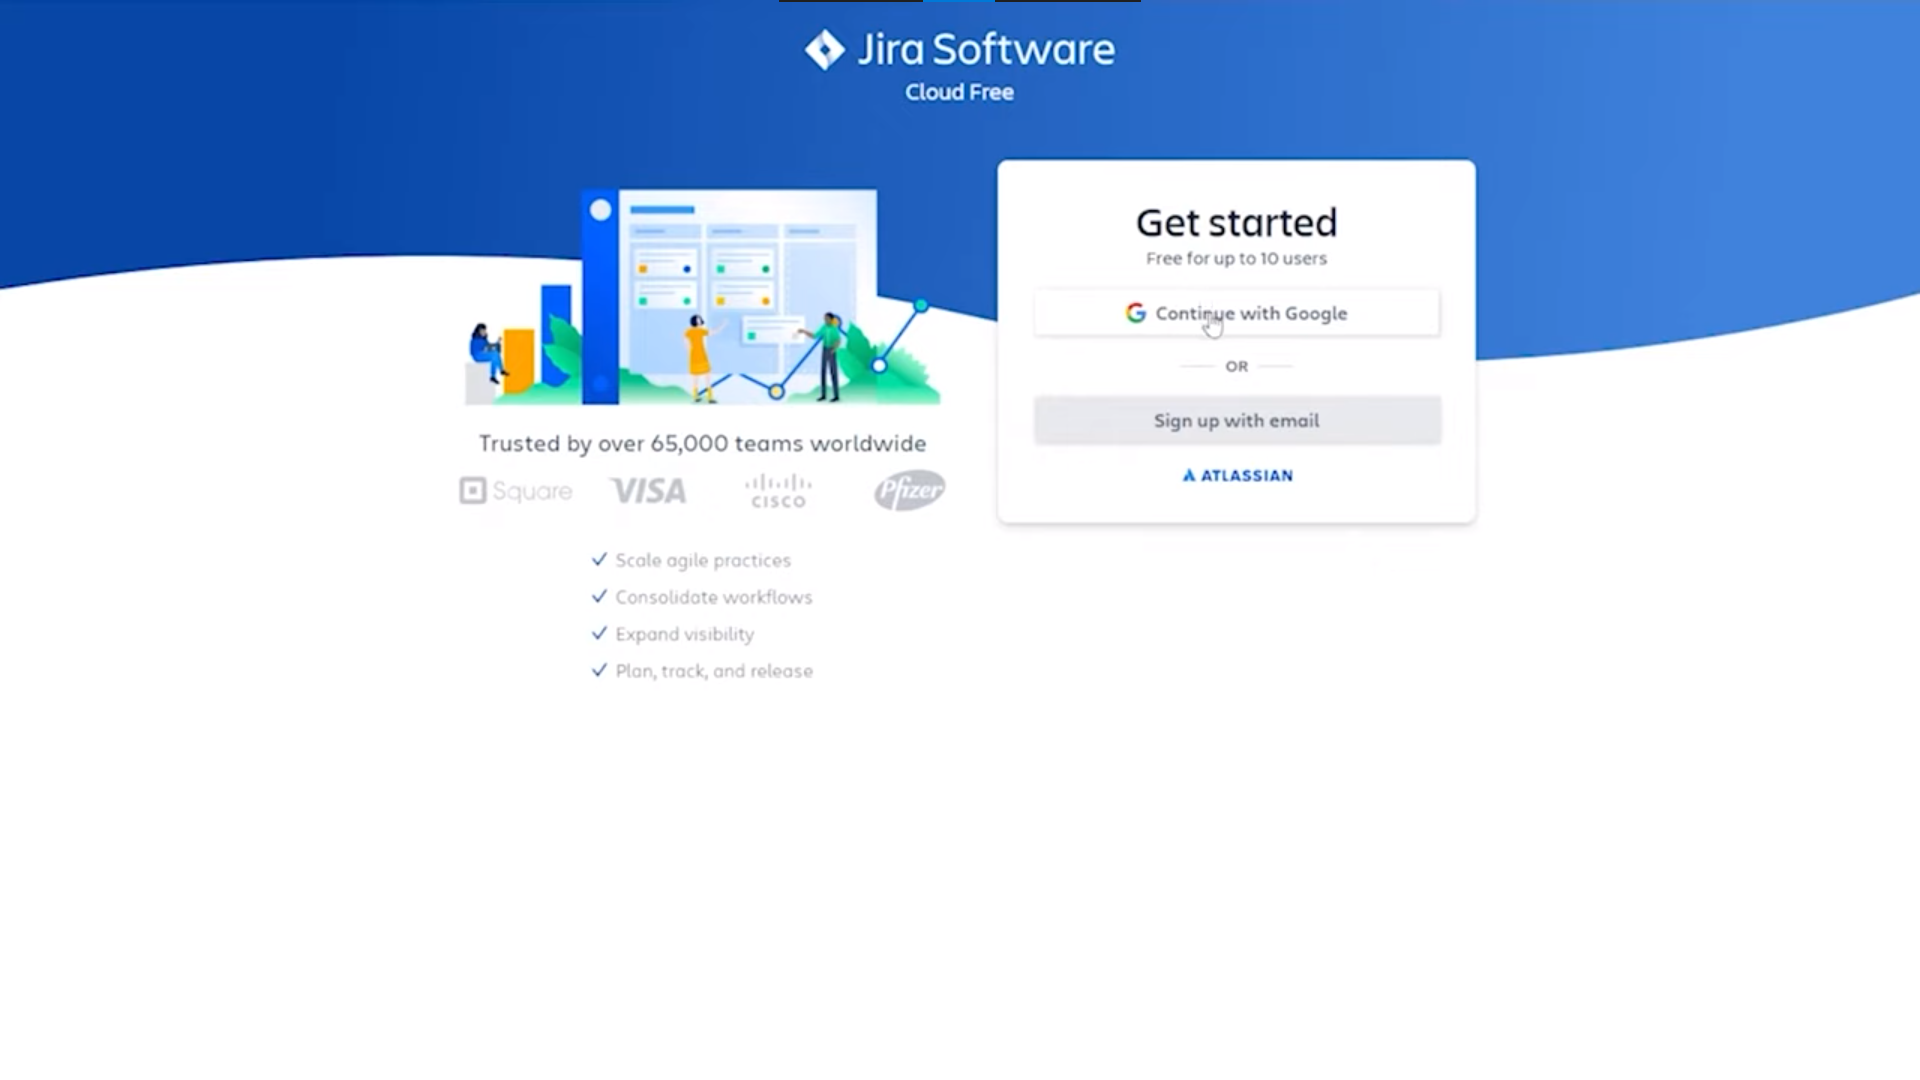 Jira Software
Cloud Free
Get started
Free for up to 10 users
Continue with Google
OR
Sign up with email
ATLASSIAN
Trusted by over 65,000 teams worldwide
Square VISA CISCO Pfizer
Scale agile practices
Consolidate workflows
Expand visibility
Plan, track, and release